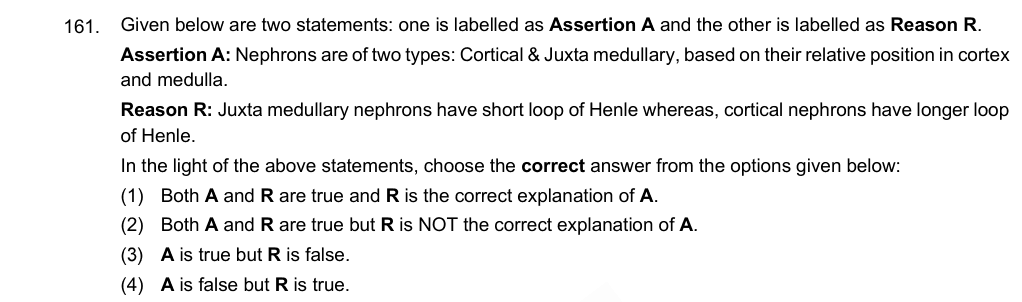 161. Given below are two statements: one is labelled as Assertion A and the other is labelled as Reason R.
Assertion A: Nephrons are of two types: Cortical & Juxta medullary, based on their relative position in cortex
and medulla.
Reason R: Juxta medullary nephrons have short loop of Henle whereas, cortical nephrons have longer loop
of Henle.
In the light of the above statements, choose the correct answer from the options given below:
(1) Both A and R are true and R is the correct explanation of A.
(2) Both A and R are true but R is NOT the correct explanation of A.
(3) A is true but R is false.
(4) A is false but R is true.